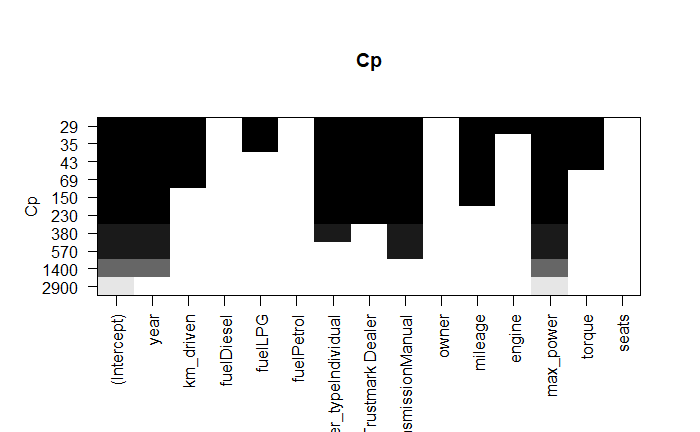 Cp
Cp
29
35
43
69
150
230
380
570
1400
2900
(Intercept)
year
km_driven
fuelDiesel
fuelLPG
fuelPetrol
er_typeIndividual
Trustmark Dealer
nsmissionManual
owner
mileage
engine
max_power
torque
seats